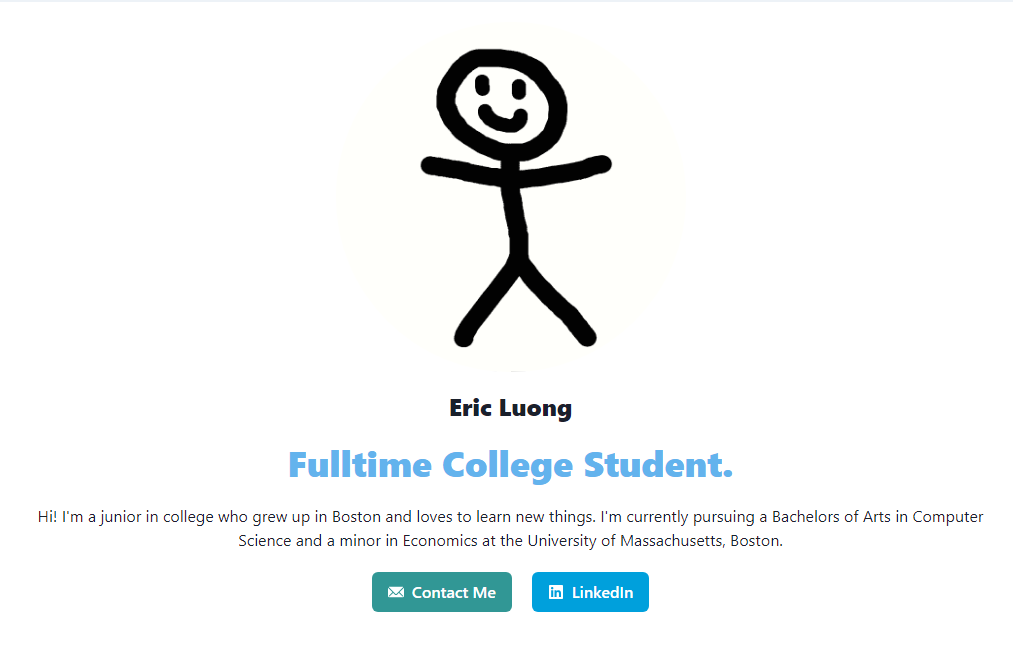 Eric Luong
Fulltime College Student.
Hi! I'm a junior in college who grew up in Boston and loves to learn new things. I'm currently pursuing a Bachelors of Arts in Computer
Science and a minor in Economics at the University of Massachusetts, Boston.
Contact Me
LinkedIn